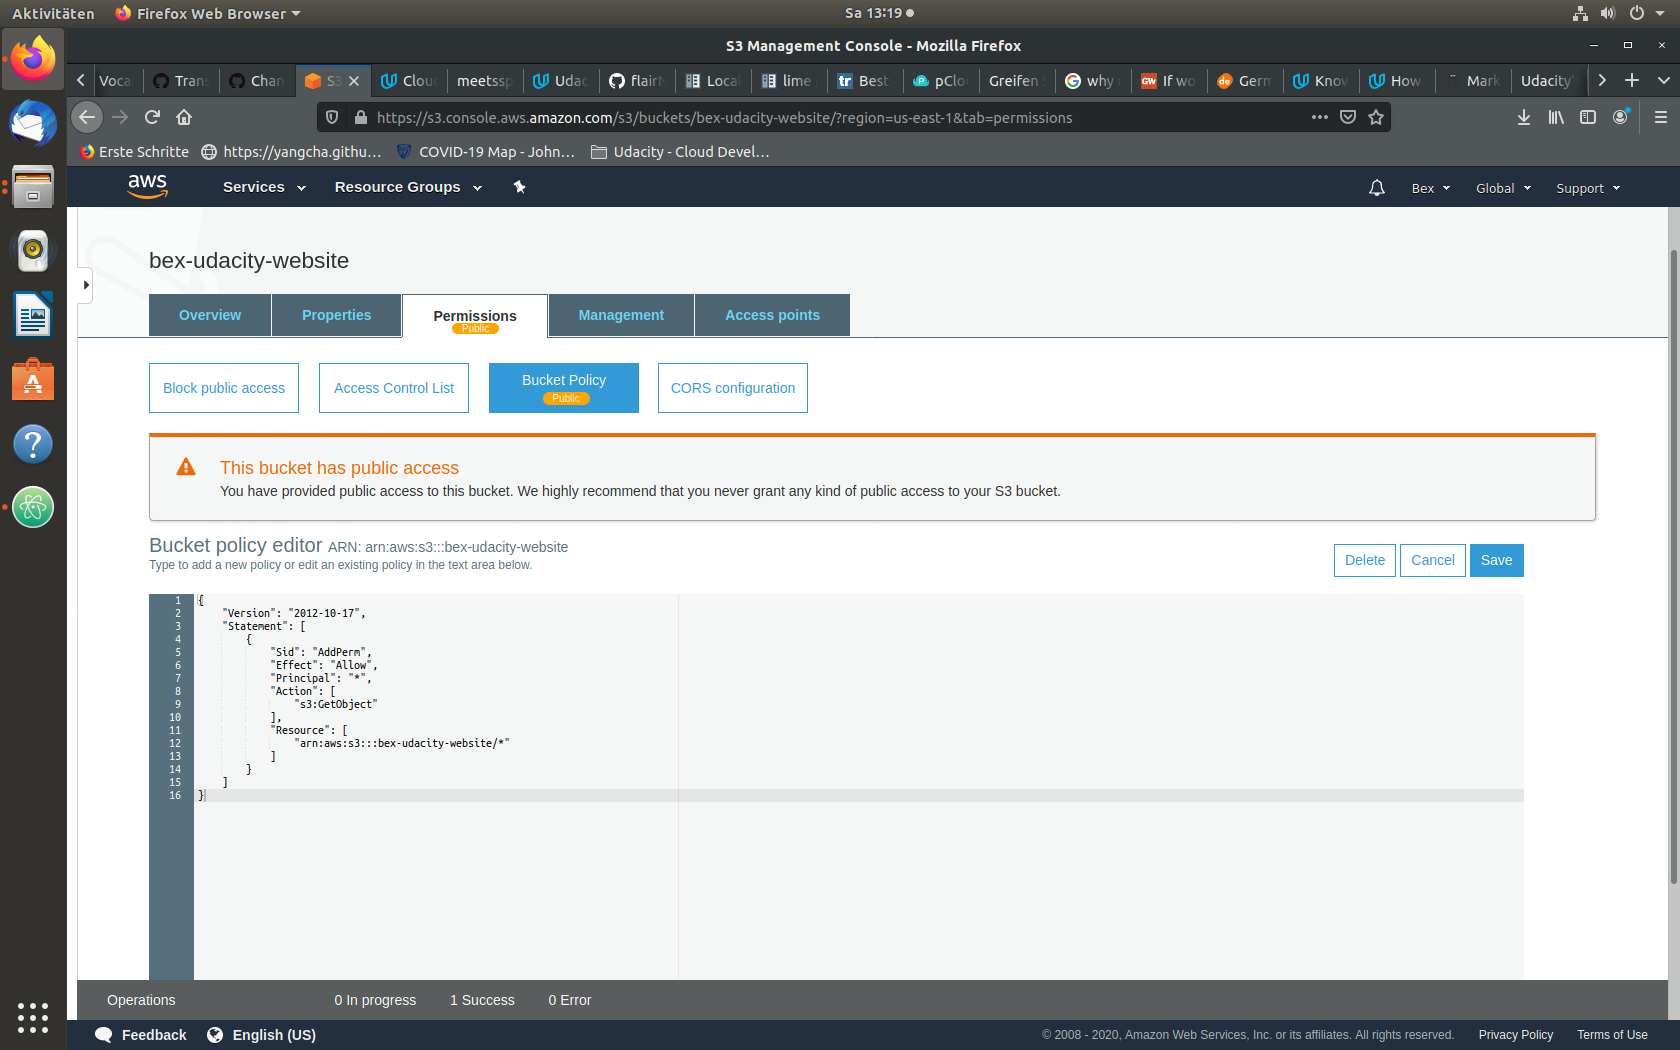 Aktivitäten Firefox Web Browser Sa 13:19
S3 Management Console - Mozilla Firefox
Voca Trans Chan S3 Clou meetssp Udac flairN Loca lime Best pClo Greifen why If wo Germ Know How Mark Udacity
https://s3.console.aws.amazon.com/s3/buckets/bex-udacity-website/?region=us-east-1&tab=permissions
Erste Schritte https://yangcha.githu… COVID-19 Map - John… Udacity - Cloud Devel…
aws Services Resource Groups Bex Global Support
bex-udacity-website
Overview Properties Permissions Management Access points
Public
Block public access Access Control List Bucket Policy CORS configuration
Public
This bucket has public access
You have provided public access to this bucket. We highly recommend that you never grant any kind of public access to your S3 bucket.
Bucket policy editor ARN: arn:aws:s3:::bex-udacity-website
Type to add a new policy or edit an existing policy in the text area below.
Delete Cancel Save
1 {
2 "Version": "2012-10-17",
3 "Statement": [
4 {
5 "Sid": "AddPerm",
6 "Effect": "Allow",
7 "Principal": "*",
8 "Action": [
9 "s3:GetObject"
10 ],
11 "Resource": [
12 "arn:aws:s3:::bex-udacity-website/*"
13 ]
14 }
15 ]
16 }
Operations 0 In progress 1 Success 0 Error
Feedback English (US) © 2008 - 2020, Amazon Web Services, Inc. or its affiliates. All rights reserved. Privacy Policy Terms of Use